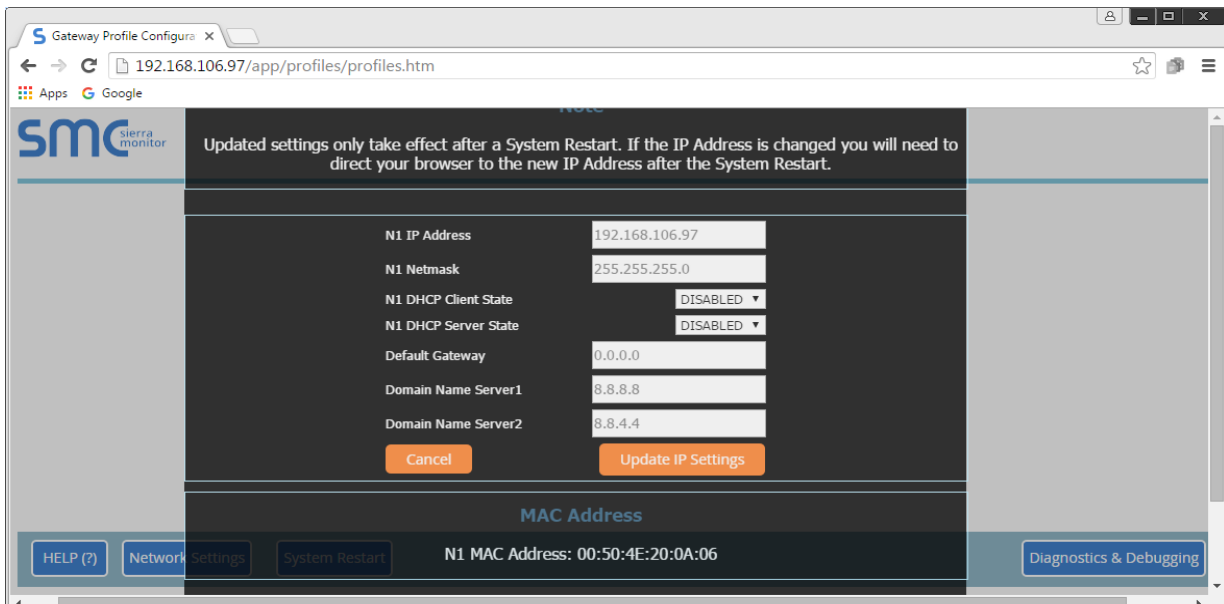 Gateway Profile Configura
192.168.106.97/app/profiles/profiles.htm
Apps
Google
SMC sierra monitor
Note
Updated settings only take effect after a System Restart. If the IP Address is changed you will need to
direct your browser to the new IP Address after the System Restart.
N1 IP Address 192.168.106.97
N1 Netmask 255.255.255.0
N1 DHCP Client State DISABLED
N1 DHCP Server State DISABLED
Default Gateway 0.0.0.0
Domain Name Server1 8.8.8.8
Domain Name Server2 8.8.4.4
Cancel Update IP Settings
MAC Address
N1 MAC Address: 00:50:4E:20:0A:06
HELP (?) Network Settings System Restart Diagnostics & Debugging